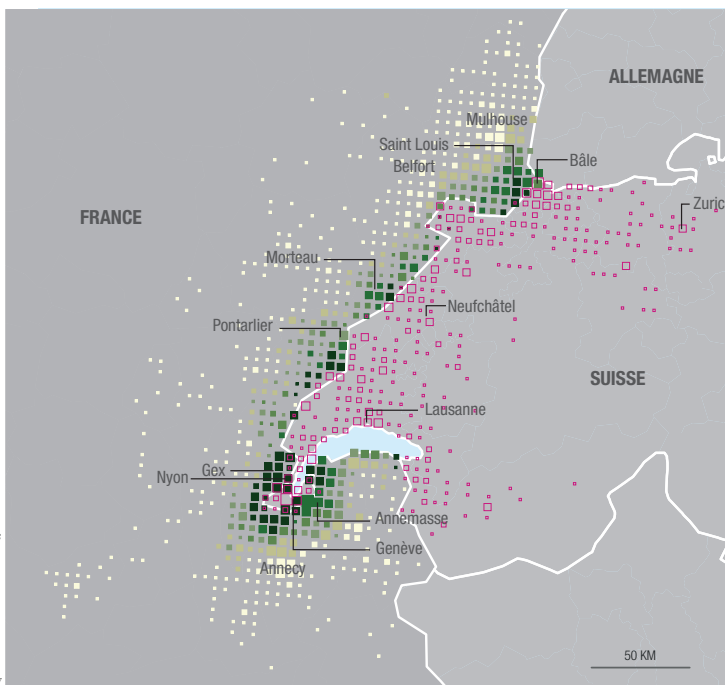 ALLEMAGNE
Mulhouse
Saint Louis
Bâle
Belfort
Zuric
FRANCE
Morteau
Neufchâtel
Pontarlier
SUISSE
Lausanne
Gex
Nyon
Annemasse
Genève
Annecy
50 KM